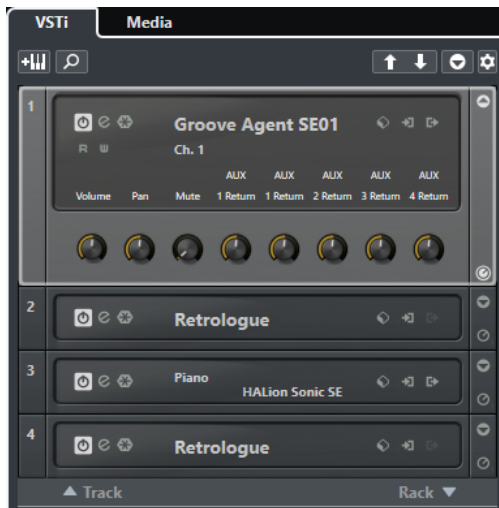 VSTi Media
1
Groove Agent SE01
R W Ch. 1
AUX AUX AUX AUX AUX
Volume Pan Mute 1 Return 1 Return 2 Return 3 Return 4 Return
2
Retrologue
3
Piano
HALion Sonic SE
4
Retrologue
Track Rack